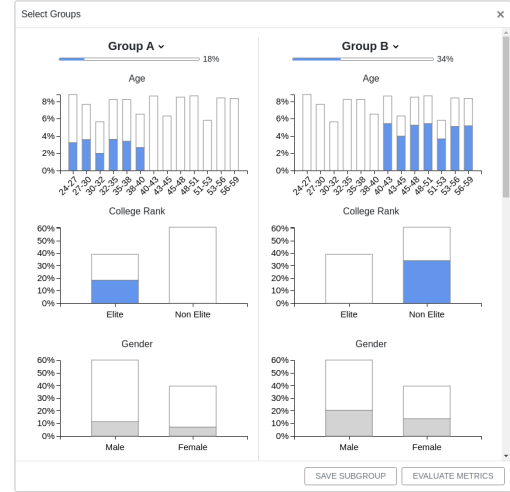 Select Groups ×
Group A
18%
Age
8%
6%
4%
2%
0%
24-27 27-30 30-32 32-35 35-38 38-40 40-43 43-45 45-48 48-51 51-53 53-56 56-59
College Rank
60%
50%
40%
30%
20%
10%
0%
Elite Non Elite
Gender
60%
50%
40%
30%
20%
10%
0%
Male Female
Group B
34%
Age
8%
6%
4%
2%
0%
24-27 27-30 30-32 32-35 35-38 38-40 40-43 43-45 45-48 48-51 51-53 53-56 56-59
College Rank
60%
50%
40%
30%
20%
10%
0%
Elite Non Elite
Gender
60%
50%
40%
30%
20%
10%
0%
Male Female
SAVE SUBGROUP EVALUATE METRICS